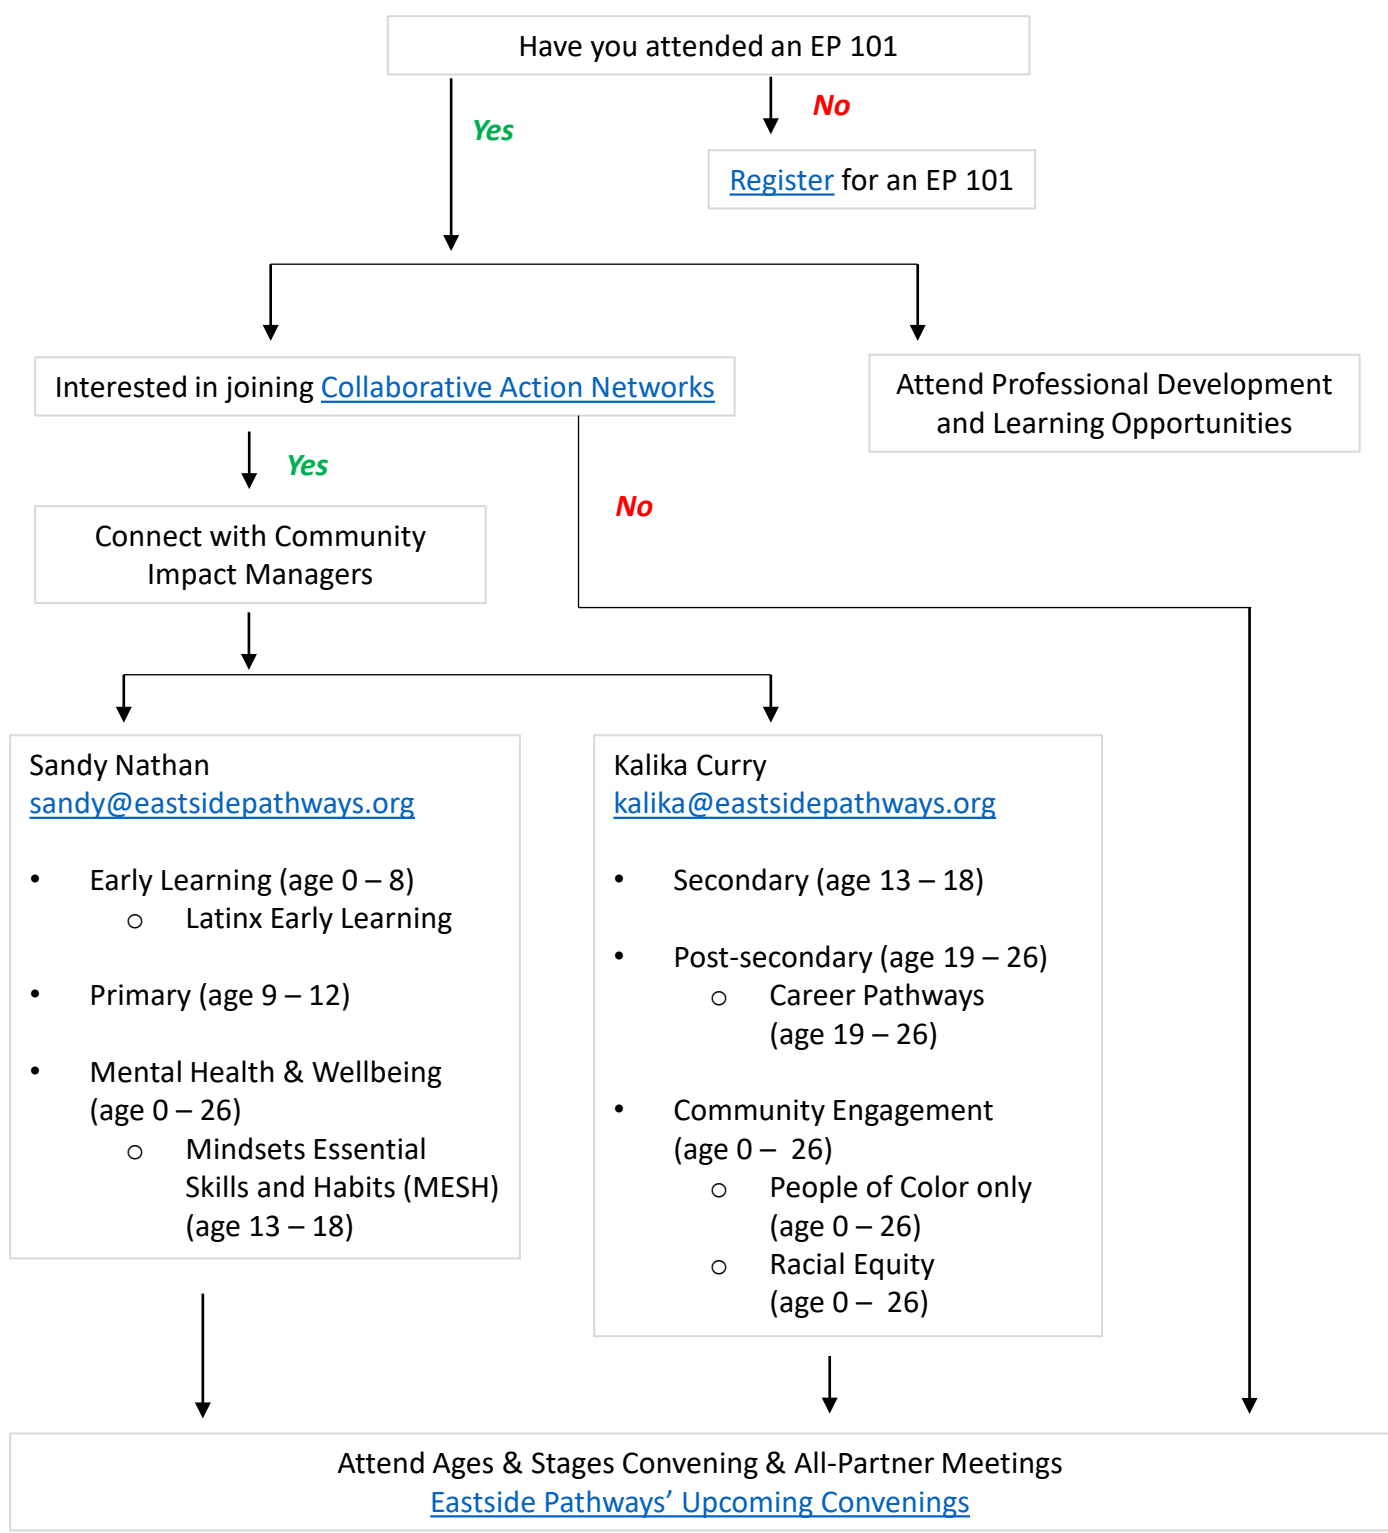 Have you attended an EP 101
Yes
No
Register for an EP 101
Interested in joining Collaborative Action Networks
Attend Professional Development
and Learning Opportunities
Yes
No
Connect with Community
Impact Managers
Sandy Nathan
sandy@eastsidepathways.org
• Early Learning (age 0 – 8)
o Latinx Early Learning
• Primary (age 9 – 12)
• Mental Health & Wellbeing
(age 0 – 26)
o Mindsets Essential
Skills and Habits (MESH)
(age 13 – 18)
Kalika Curry
kalika@eastsidepathways.org
• Secondary (age 13 – 18)
• Post-secondary (age 19 – 26)
o Career Pathways
(age 19 – 26)
• Community Engagement
(age 0 –  26)
o People of Color only
(age 0 – 26)
o Racial Equity
(age 0 –  26)
Attend Ages & Stages Convening & All-Partner Meetings
Eastside Pathways’ Upcoming Convenings